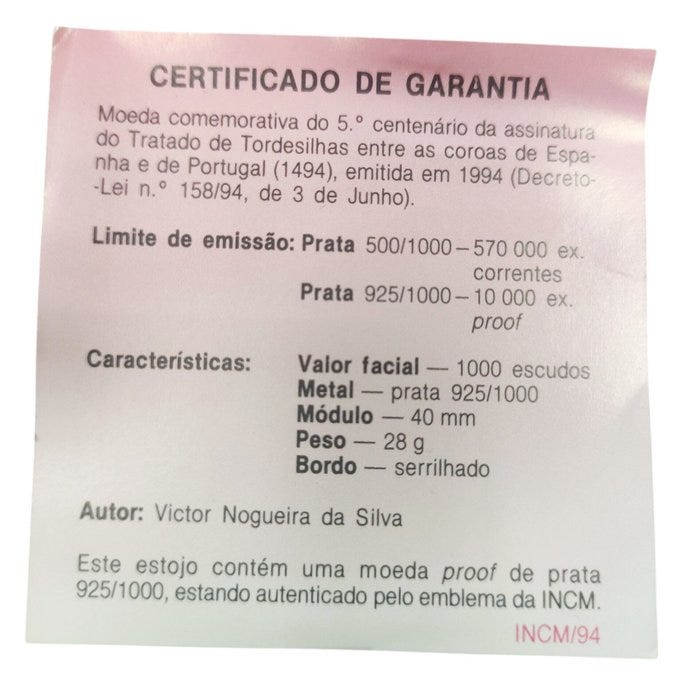 CERTIFICADO DE GARANTIA
Moeda comemorativa do 5.º centenário da assinatura
do Tratado de Tordesilhas entre as coroas de Espa-
nha e de Portugal (1494), emitida em 1994 (Decreto-
-Lei n.º 158/94, de 3 de Junho).
Limite de emissão: Prata 500/1000 – 570 000 ex.
correntes
Prata 925/1000 – 10 000 ex.
proof
Características: Valor facial — 1000 escudos
Metal — prata 925/1000
Módulo — 40 mm
Peso — 28 g
Bordo — serrilhado
Autor: Victor Nogueira da Silva
Este estojo contém uma moeda proof de prata
925/1000, estando autenticado pelo emblema da INCM.
INCM/94